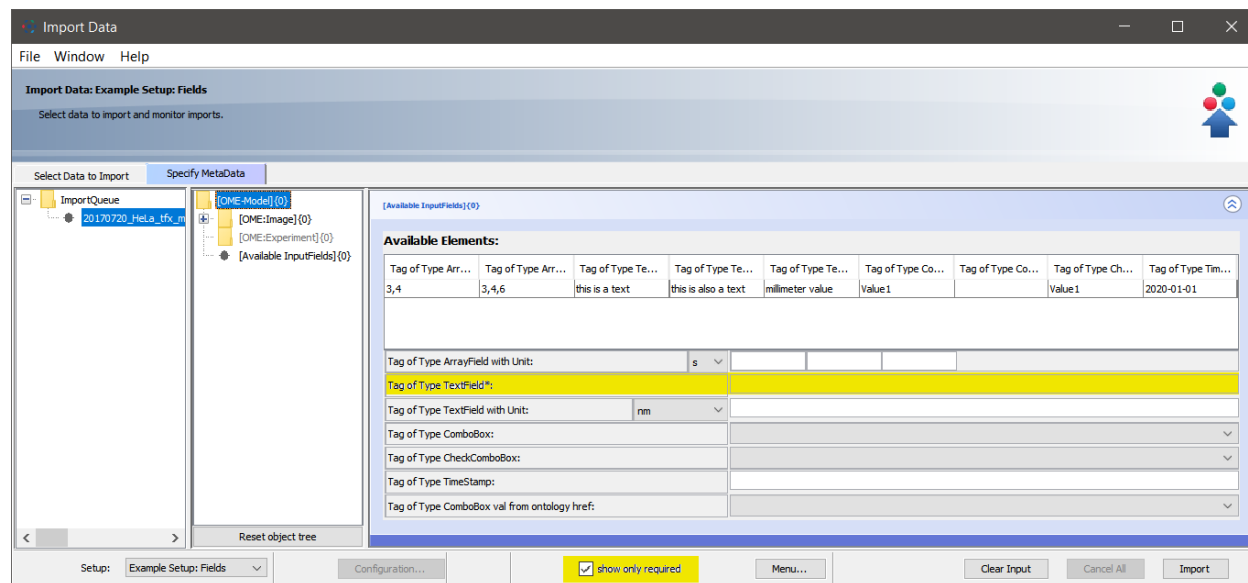 Import Data
File Window Help
Import Data: Example Setup: Fields
Select data to import and monitor imports.
Select Data to Import Specify MetaData
ImportQueue
20170720_HeLa_tfx_m
[OME-Model]{0}
[OME:Image]{0}
[OME:Experiment]{0}
[Available InputFields]{0}
Reset object tree
[Available InputFields]{0}
Available Elements:
Tag of Type Arr... Tag of Type Arr... Tag of Type Te... Tag of Type Te... Tag of Type Te... Tag of Type Co... Tag of Type Co... Tag of Type Ch... Tag of Type Tim...
3,4 3,4,6 this is a text this is also a text millimeter value Value1 Value1 2020-01-01
Tag of Type ArrayField with Unit: s
Tag of Type TextField*:
Tag of Type TextField with Unit: nm
Tag of Type ComboBox:
Tag of Type CheckComboBox:
Tag of Type TimeStamp:
Tag of Type ComboBox val from ontology href:
Setup: Example Setup: Fields Configuration... show only required Menu... Clear Input Cancel All Import